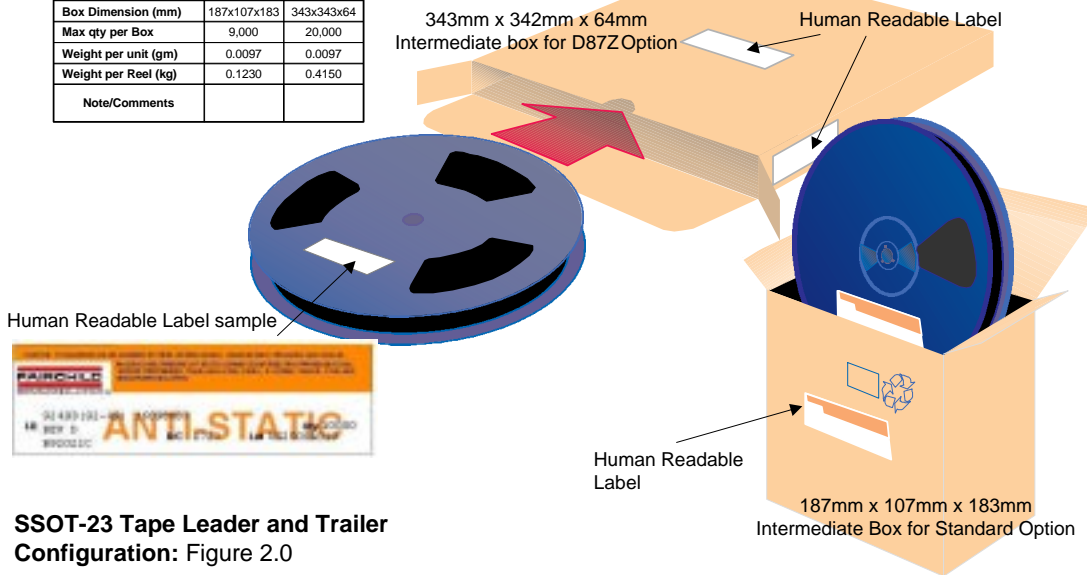 Box Dimension (mm) 187x107x183 343x343x64
Max qty per Box 9,000 20,000
Weight per unit (gm) 0.0097 0.0097
Weight per Reel (kg) 0.1230 0.4150
Note/Comments
343mm x 342mm x 64mm
Intermediate box for D87Z Option
Human Readable Label
Human Readable Label sample
FAIRCHILD
ANTI-STATIC
Human Readable
Label
187mm x 107mm x 183mm
Intermediate Box for Standard Option
SSOT-23 Tape Leader and Trailer
Configuration: Figure 2.0